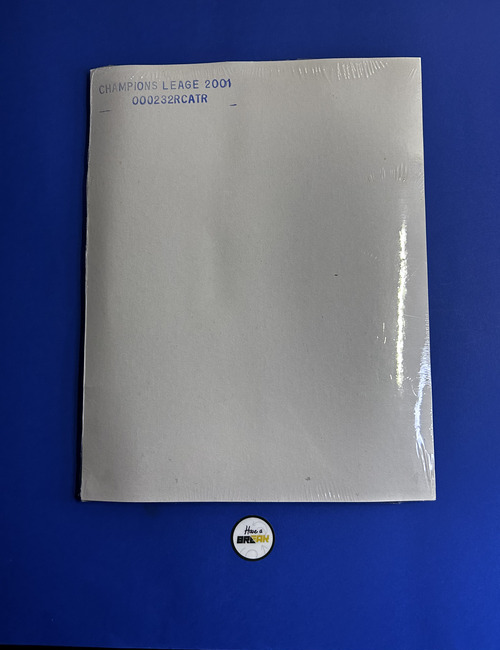 CHAMPIONS LEAGE 2001
000232RCATR
Have a
BREAK